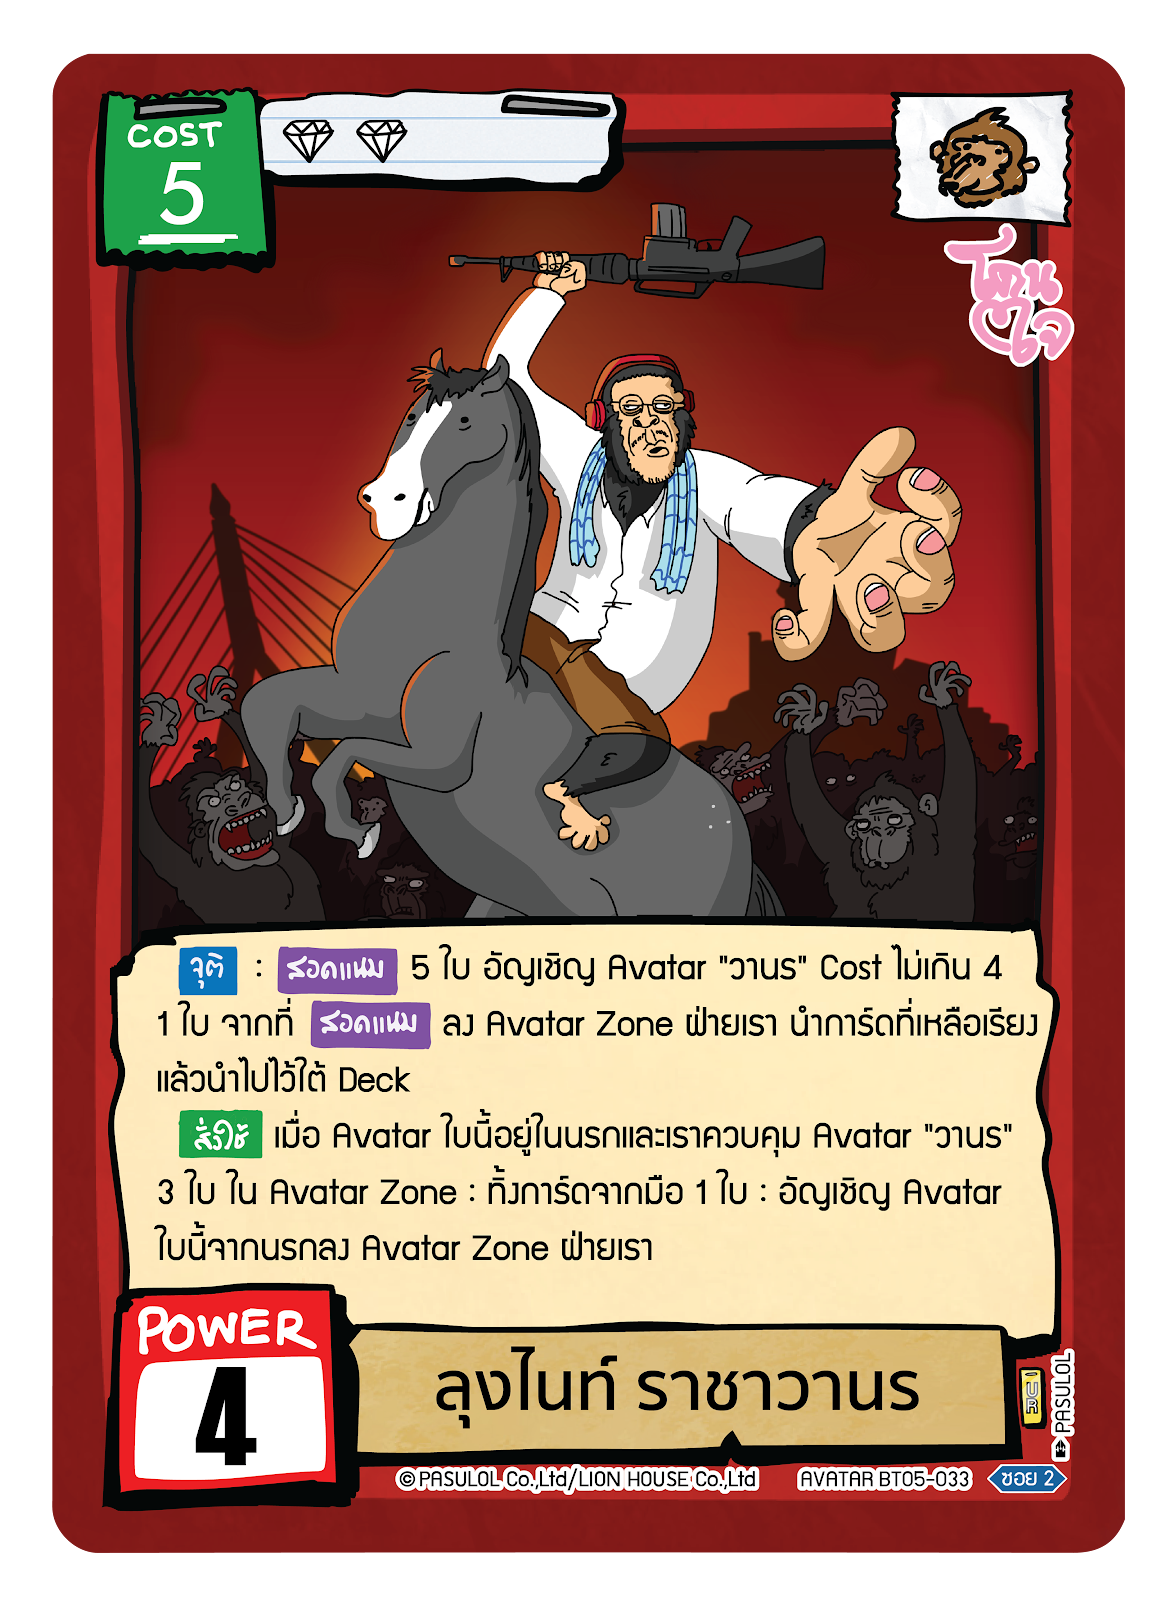 COST
5
โดนใจ
จุติ : สอดแนม 5 ใบ อัญเชิญ Avatar "วานร" Cost ไม่เกิน 4
1 ใบ จากที่ สอดแนม ลง Avatar Zone ฝ่ายเรา นำการ์ดที่เหลือเรียง
แล้วนำไปไว้ใต้ Deck
สั่งใช้ เมื่อ Avatar ใบนี้อยู่ในนรกและเราควบคุม Avatar "วานร"
3 ใบ ใน Avatar Zone : ทิ้งการ์ดจากมือ 1 ใบ : อัญเชิญ Avatar
ใบนี้จากนรกลง Avatar Zone ฝ่ายเรา
POWER
4
ลุงไนท์ ราชาวานร
UR
PASULOL
© PASULOL Co.,Ltd/LION HOUSE Co.,Ltd AVATAR BT05-033 ซอย 2